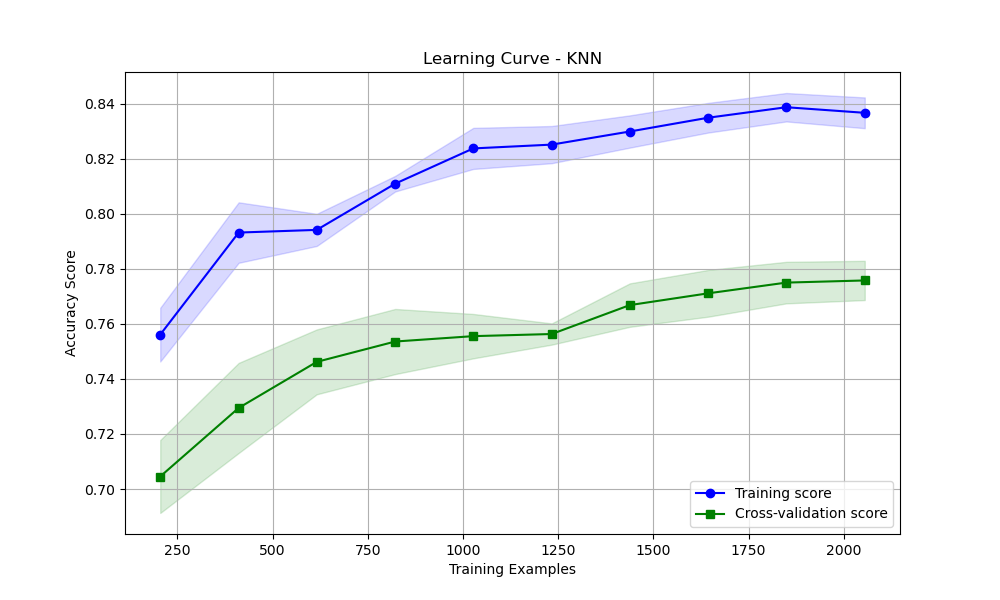 Learning Curve - KNN
Accuracy Score
0.84
0.82
0.80
0.78
0.76
0.74
0.72
0.70
250 500 750 1000 1250 1500 1750 2000
Training Examples
Training score
Cross-validation score